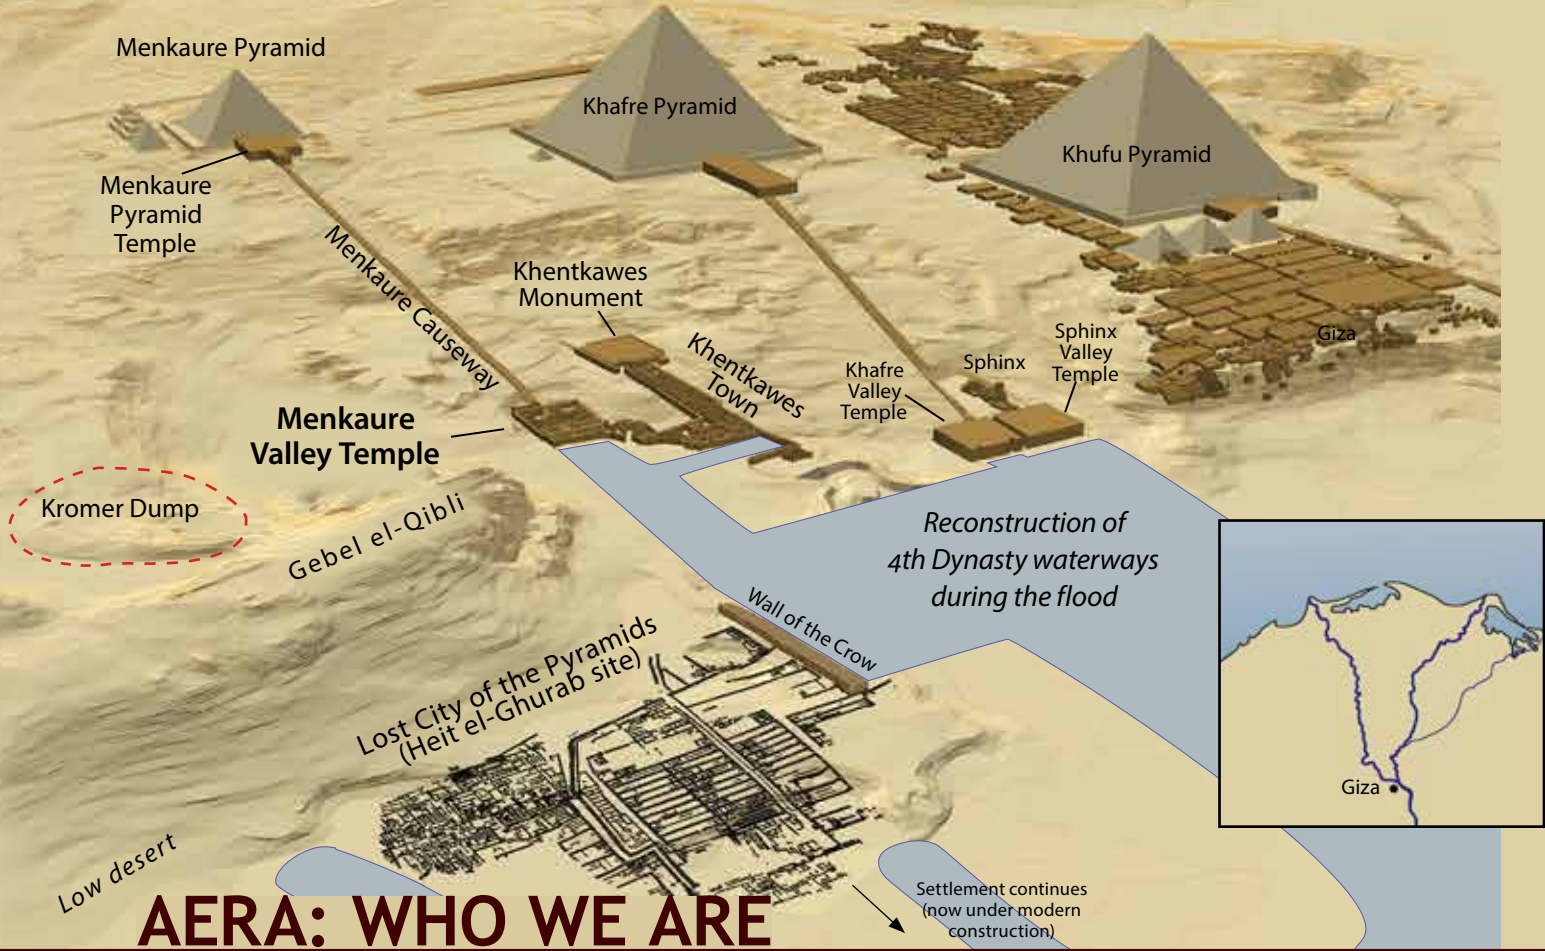 Menkaure Pyramid
Khafre Pyramid
Khufu Pyramid
Menkaure
Pyramid
Temple
Menkaure Causeway
Khentkawes
Monument
Khentkawes
Town
Khafre
Valley
Temple
Sphinx
Sphinx
Valley
Temple
Giza
Menkaure
Valley Temple
Kromer Dump
Gebel el-Qibli
Reconstruction of
4th Dynasty waterways
during the flood
Wall of the Crow
Lost City of the Pyramids
(Heit el-Ghurab site)
Giza
Low desert
Settlement continues
(now under modern
construction)
AERA: WHO WE ARE